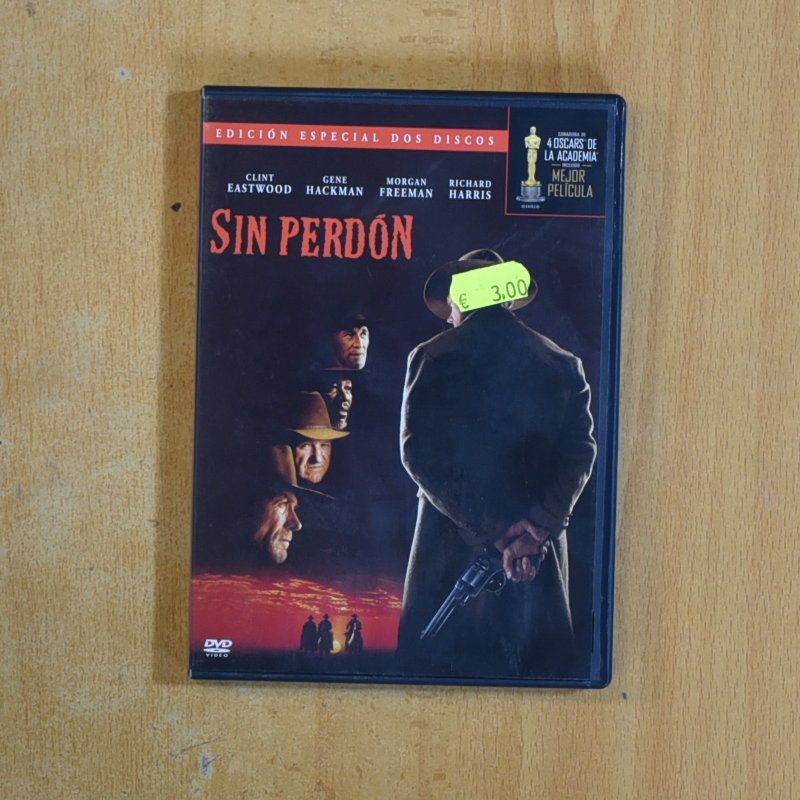 EDICIÓN ESPECIAL DOS DISCOS
GANADORA DE
4 OSCARS DE
LA ACADEMIA
INCLUIDO
MEJOR
PELÍCULA
CLINT EASTWOOD
GENE HACKMAN
MORGAN FREEMAN
RICHARD HARRIS
SIN PERDÓN
€ 3,00
DVD
VIDEO